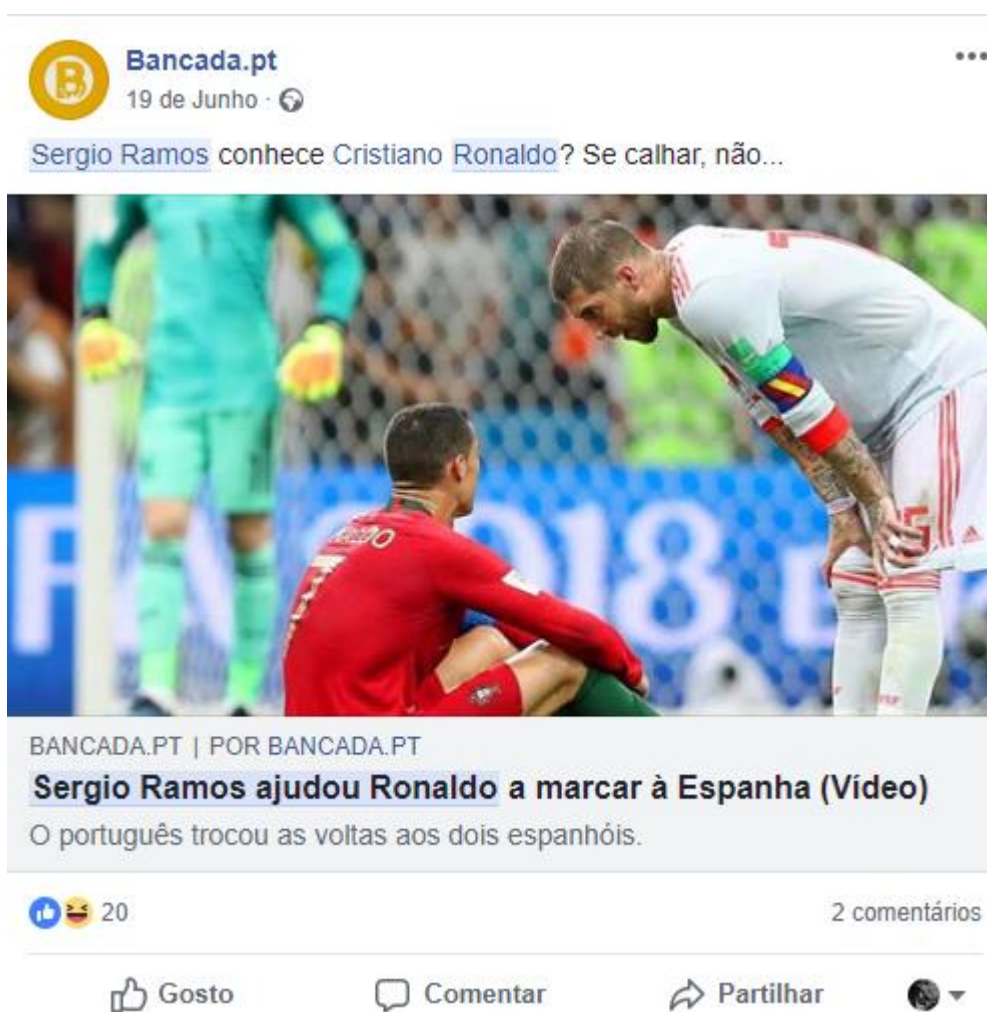 Bancada.pt
19 de Junho ·
Sergio Ramos conhece Cristiano Ronaldo? Se calhar, não...
2018
BANCADA.PT | POR BANCADA.PT
Sergio Ramos ajudou Ronaldo a marcar à Espanha (Vídeo)
O português trocou as voltas aos dois espanhóis.
20
2 comentários
Gosto
Comentar
Partilhar